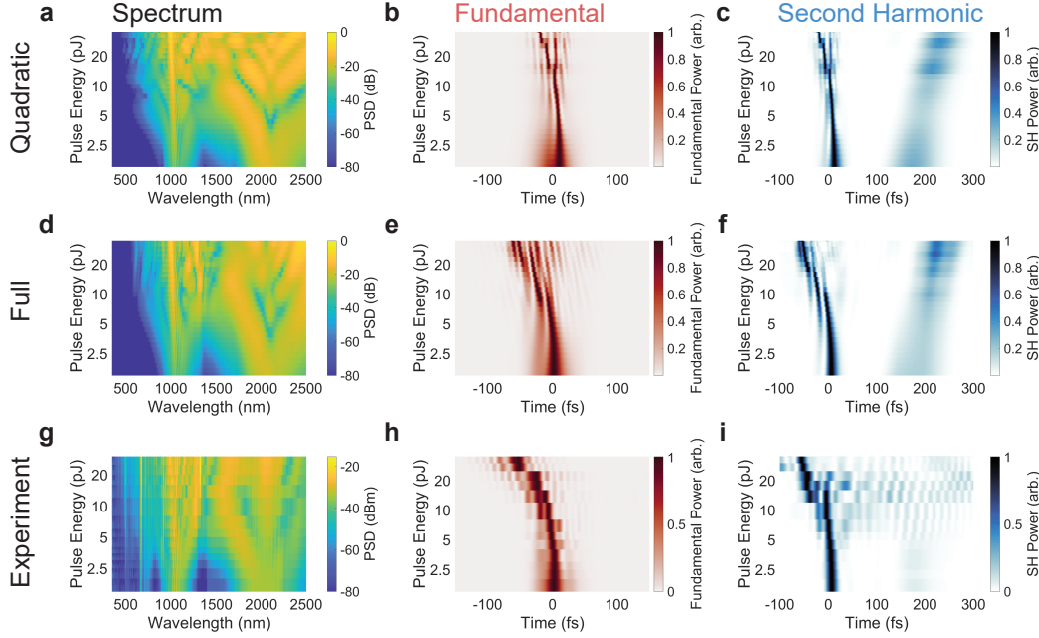 a
Spectrum
b
Fundamental
c
Second Harmonic
Quadratic
Pulse Energy (pJ)
20
10
5
2.5
500 1000 1500 2000 2500
Wavelength (nm)
0
-20
-40
-60
-80
PSD (dB)
Pulse Energy (pJ)
20
10
5
2.5
-100 0 100
Time (fs)
1
0.8
0.6
0.4
0.2
Fundamental Power (arb.)
Pulse Energy (pJ)
20
10
5
2.5
-100 0 100 200 300
Time (fs)
1
0.8
0.6
0.4
0.2
SH Power (arb.)
d
e
f
Full
Pulse Energy (pJ)
20
10
5
2.5
500 1000 1500 2000 2500
Wavelength (nm)
0
-20
-40
-60
-80
PSD (dB)
Pulse Energy (pJ)
20
10
5
2.5
-100 0 100
Time (fs)
1
0.8
0.6
0.4
0.2
Fundamental Power (arb.)
Pulse Energy (pJ)
20
10
5
2.5
-100 0 100 200 300
Time (fs)
1
0.8
0.6
0.4
0.2
SH Power (arb.)
g
h
i
Experiment
Pulse Energy (pJ)
20
10
5
2.5
500 1000 1500 2000 2500
Wavelength (nm)
-20
-40
-60
-80
PSD (dBm)
Pulse Energy (pJ)
20
10
5
2.5
-100 0 100
Time (fs)
1
0.5
0
Fundamental Power (arb.)
Pulse Energy (pJ)
20
10
5
2.5
-100 0 100 200 300
Time (fs)
1
0.5
0
SH Power (arb.)